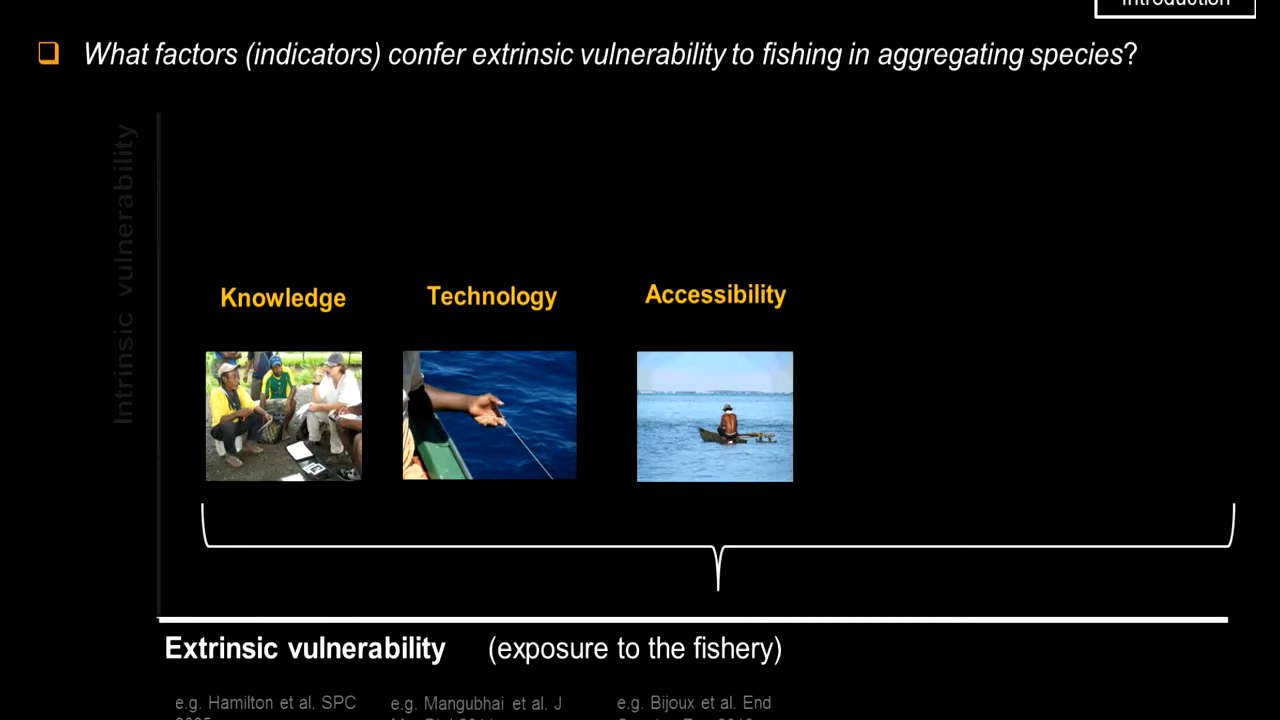 Introduction
What factors (indicators) confer extrinsic vulnerability to fishing in aggregating species?
Intrinsic vulnerability
Knowledge Technology Accessibility
Extrinsic vulnerability (exposure to the fishery)
e.g. Hamilton et al. SPC e.g. Mangubhai et al. J e.g. Bijoux et al. End